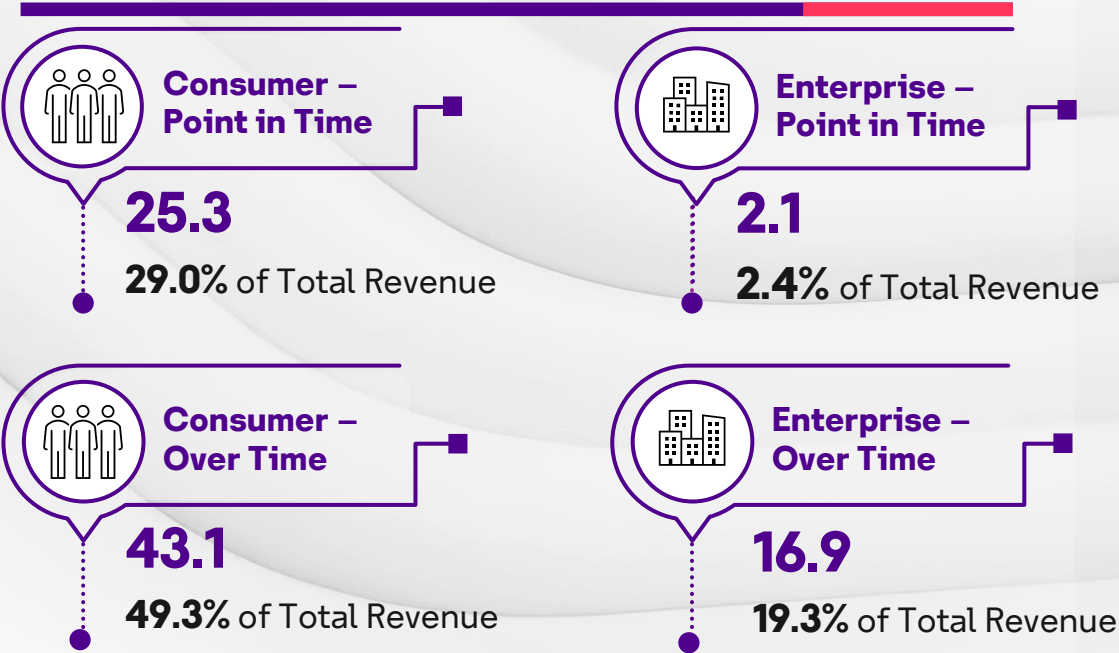 Consumer –
Point in Time
25.3
29.0% of Total Revenue
Enterprise –
Point in Time
2.1
2.4% of Total Revenue
Consumer –
Over Time
43.1
49.3% of Total Revenue
Enterprise –
Over Time
16.9
19.3% of Total Revenue